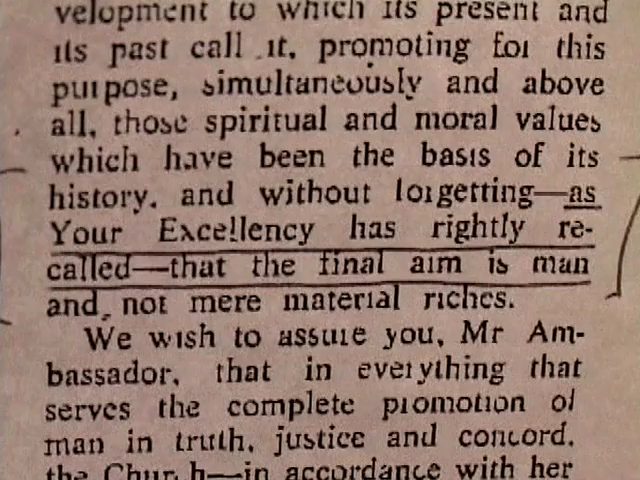 velopment to which its present and
its past call it, promoting for this
purpose, simultaneously and above
all, those spiritual and moral values
which have been the basis of its
history, and without forgetting—as
Your Excellency has rightly re-
called—that the final aim is man
and, not mere material riches.
We wish to assure you, Mr Am-
bassador, that in everything that
serves the complete promotion of
man in truth, justice and concord,
the Church—in accordance with her